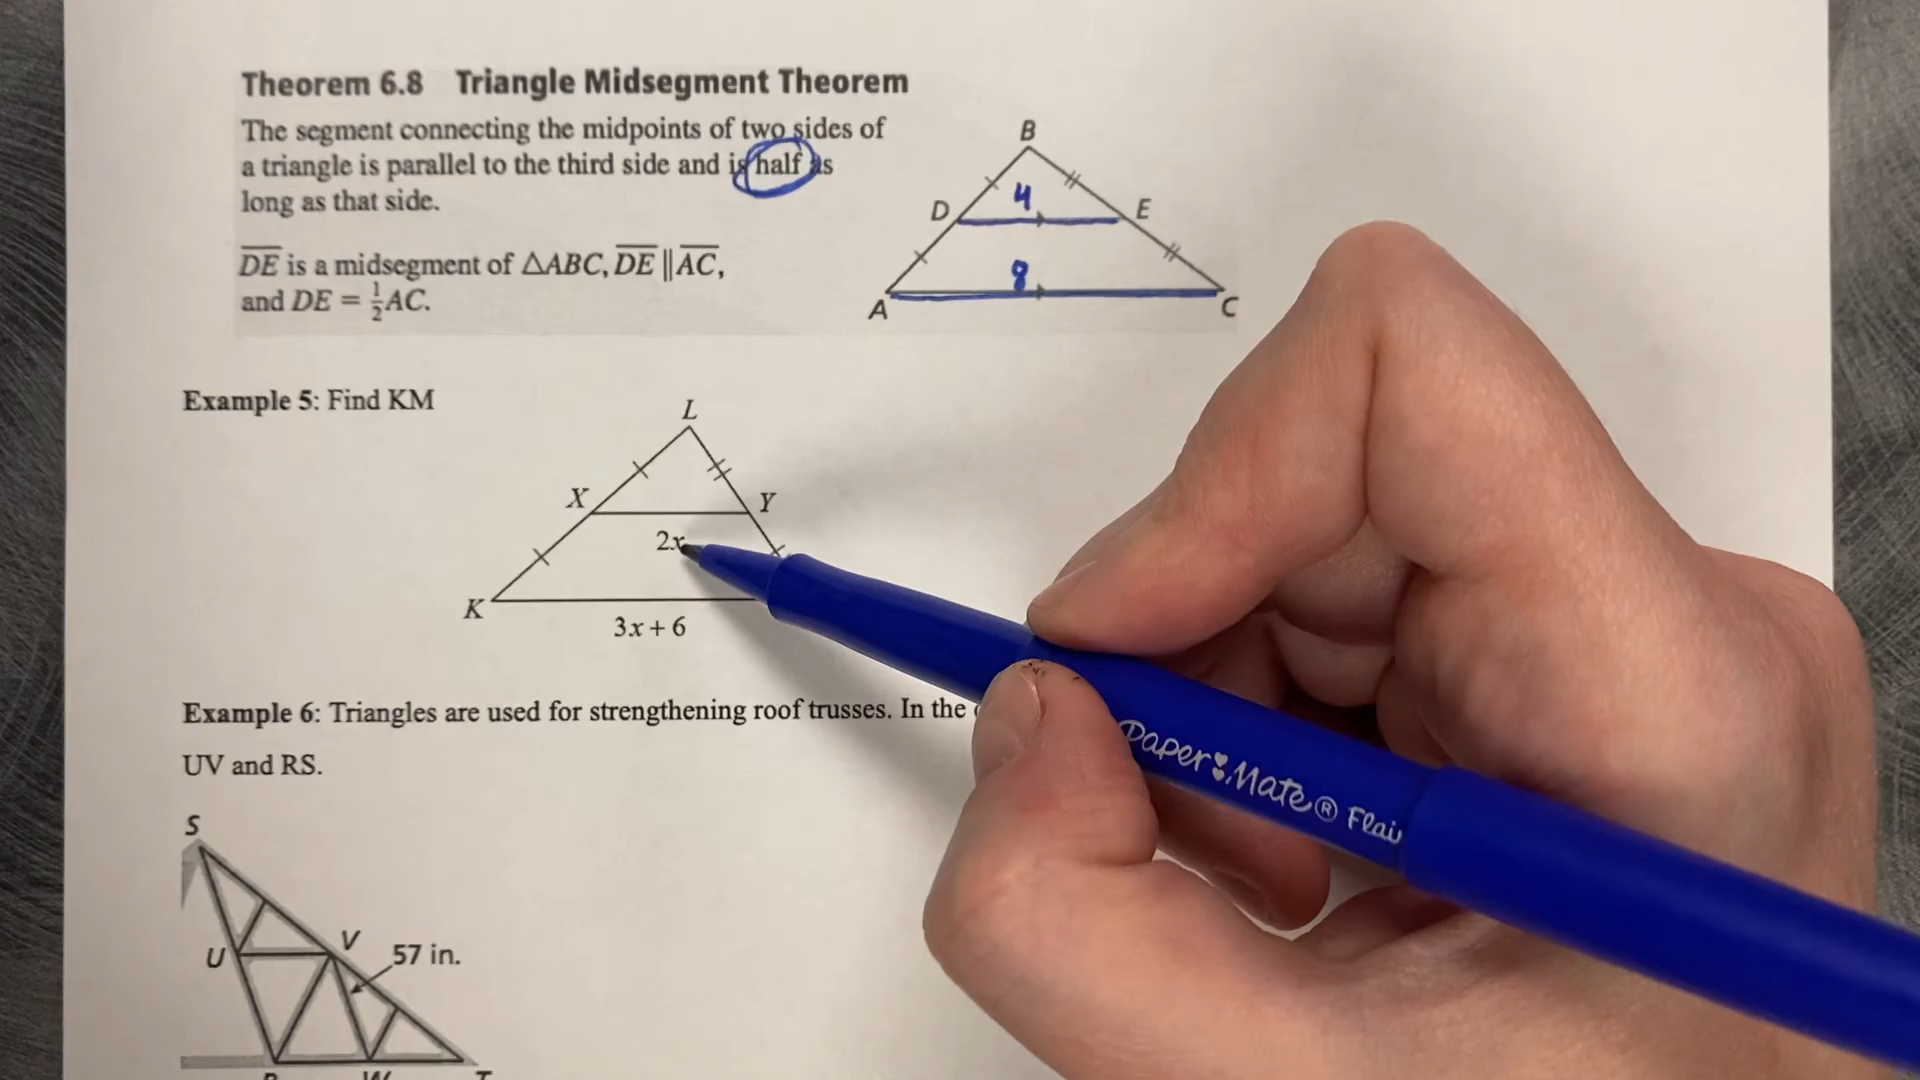 Theorem 6.8 Triangle Midsegment Theorem
The segment connecting the midpoints of two sides of
a triangle is parallel to the third side and is half as
long as that side.
DE is a midsegment of △ABC, DE ∥ AC,
and DE = 1/2 AC.
B
D
4
E
8
A
C
Example 5: Find KM
L
X
Y
2x
K
3x + 6
Example 6: Triangles are used for strengthening roof trusses. In the
UV and RS.
S
U
V
57 in.
W
T
Paper Mate® Flair